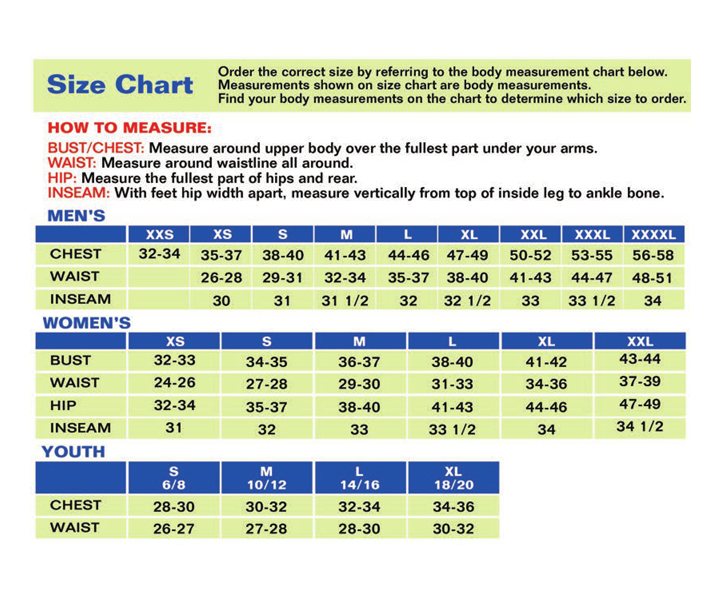 Size Chart
Order the correct size by referring to the body measurement chart below.
Measurements shown on size chart are body measurements.
Find your body measurements on the chart to determine which size to order.
HOW TO MEASURE:
BUST/CHEST: Measure around upper body over the fullest part under your arms.
WAIST: Measure around waistline all around.
HIP: Measure the fullest part of hips and rear.
INSEAM: With feet hip width apart, measure vertically from top of inside leg to ankle bone.
MEN'S
XXS XS S M L XL XXL XXXL XXXXL
CHEST 32-34 35-37 38-40 41-43 44-46 47-49 50-52 53-55 56-58
WAIST 26-28 29-31 32-34 35-37 38-40 41-43 44-47 48-51
INSEAM 30 31 31 1/2 32 32 1/2 33 33 1/2 34
WOMEN'S
XS S M L XL XXL
BUST 32-33 34-35 36-37 38-40 41-42 43-44
WAIST 24-26 27-28 29-30 31-33 34-36 37-39
HIP 32-34 35-37 38-40 41-43 44-46 47-49
INSEAM 31 32 33 33 1/2 34 34 1/2
YOUTH
S M L XL
6/8 10/12 14/16 18/20
CHEST 28-30 30-32 32-34 34-36
WAIST 26-27 27-28 28-30 30-32